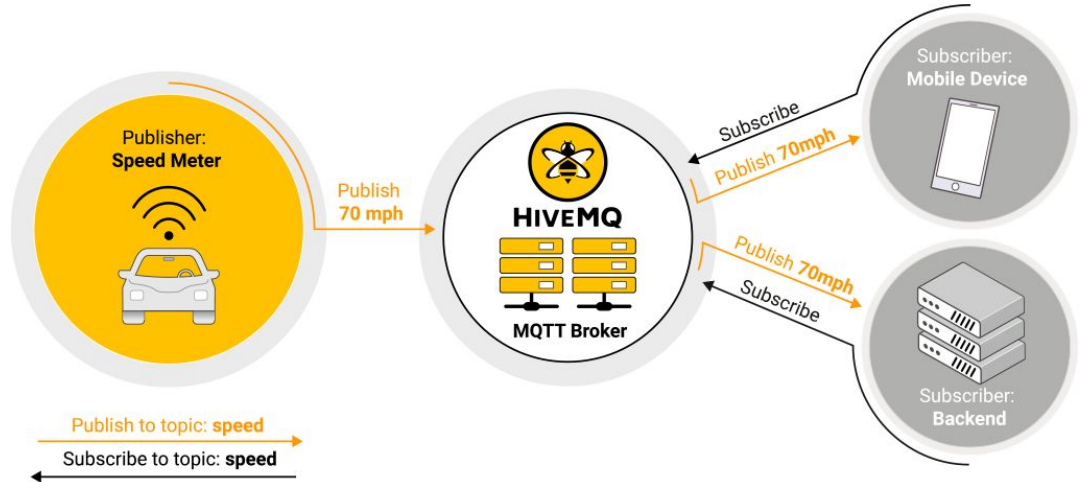 Publisher:
Speed Meter
Publish
70 mph
HIVEMQ
MQTT Broker
Subscribe
Publish 70mph
Subscriber:
Mobile Device
Publish 70mph
Subscribe
Subscriber:
Backend
Publish to topic: speed
Subscribe to topic: speed